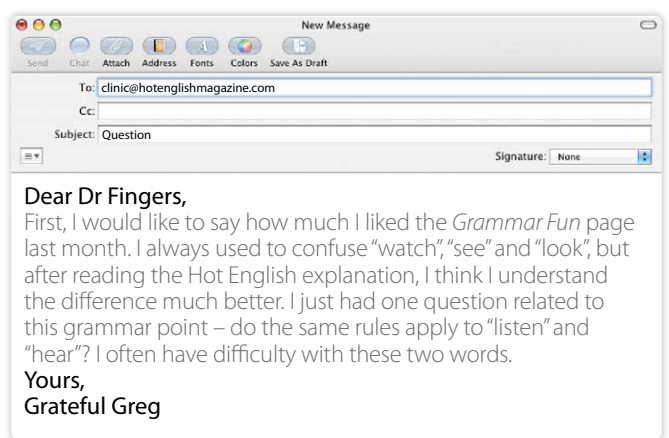 New Message
Send Chat Attach Address Fonts Colors Save As Draft
To: clinic@hotenglishmagazine.com
Cc:
Subject: Question
Signature: None
Dear Dr Fingers,
First, I would like to say how much I liked the Grammar Fun page
last month. I always used to confuse “watch”, “see” and “look”, but
after reading the Hot English explanation, I think I understand
the difference much better. I just had one question related to
this grammar point – do the same rules apply to “listen” and
“hear”? I often have difficulty with these two words.
Yours,
Grateful Greg